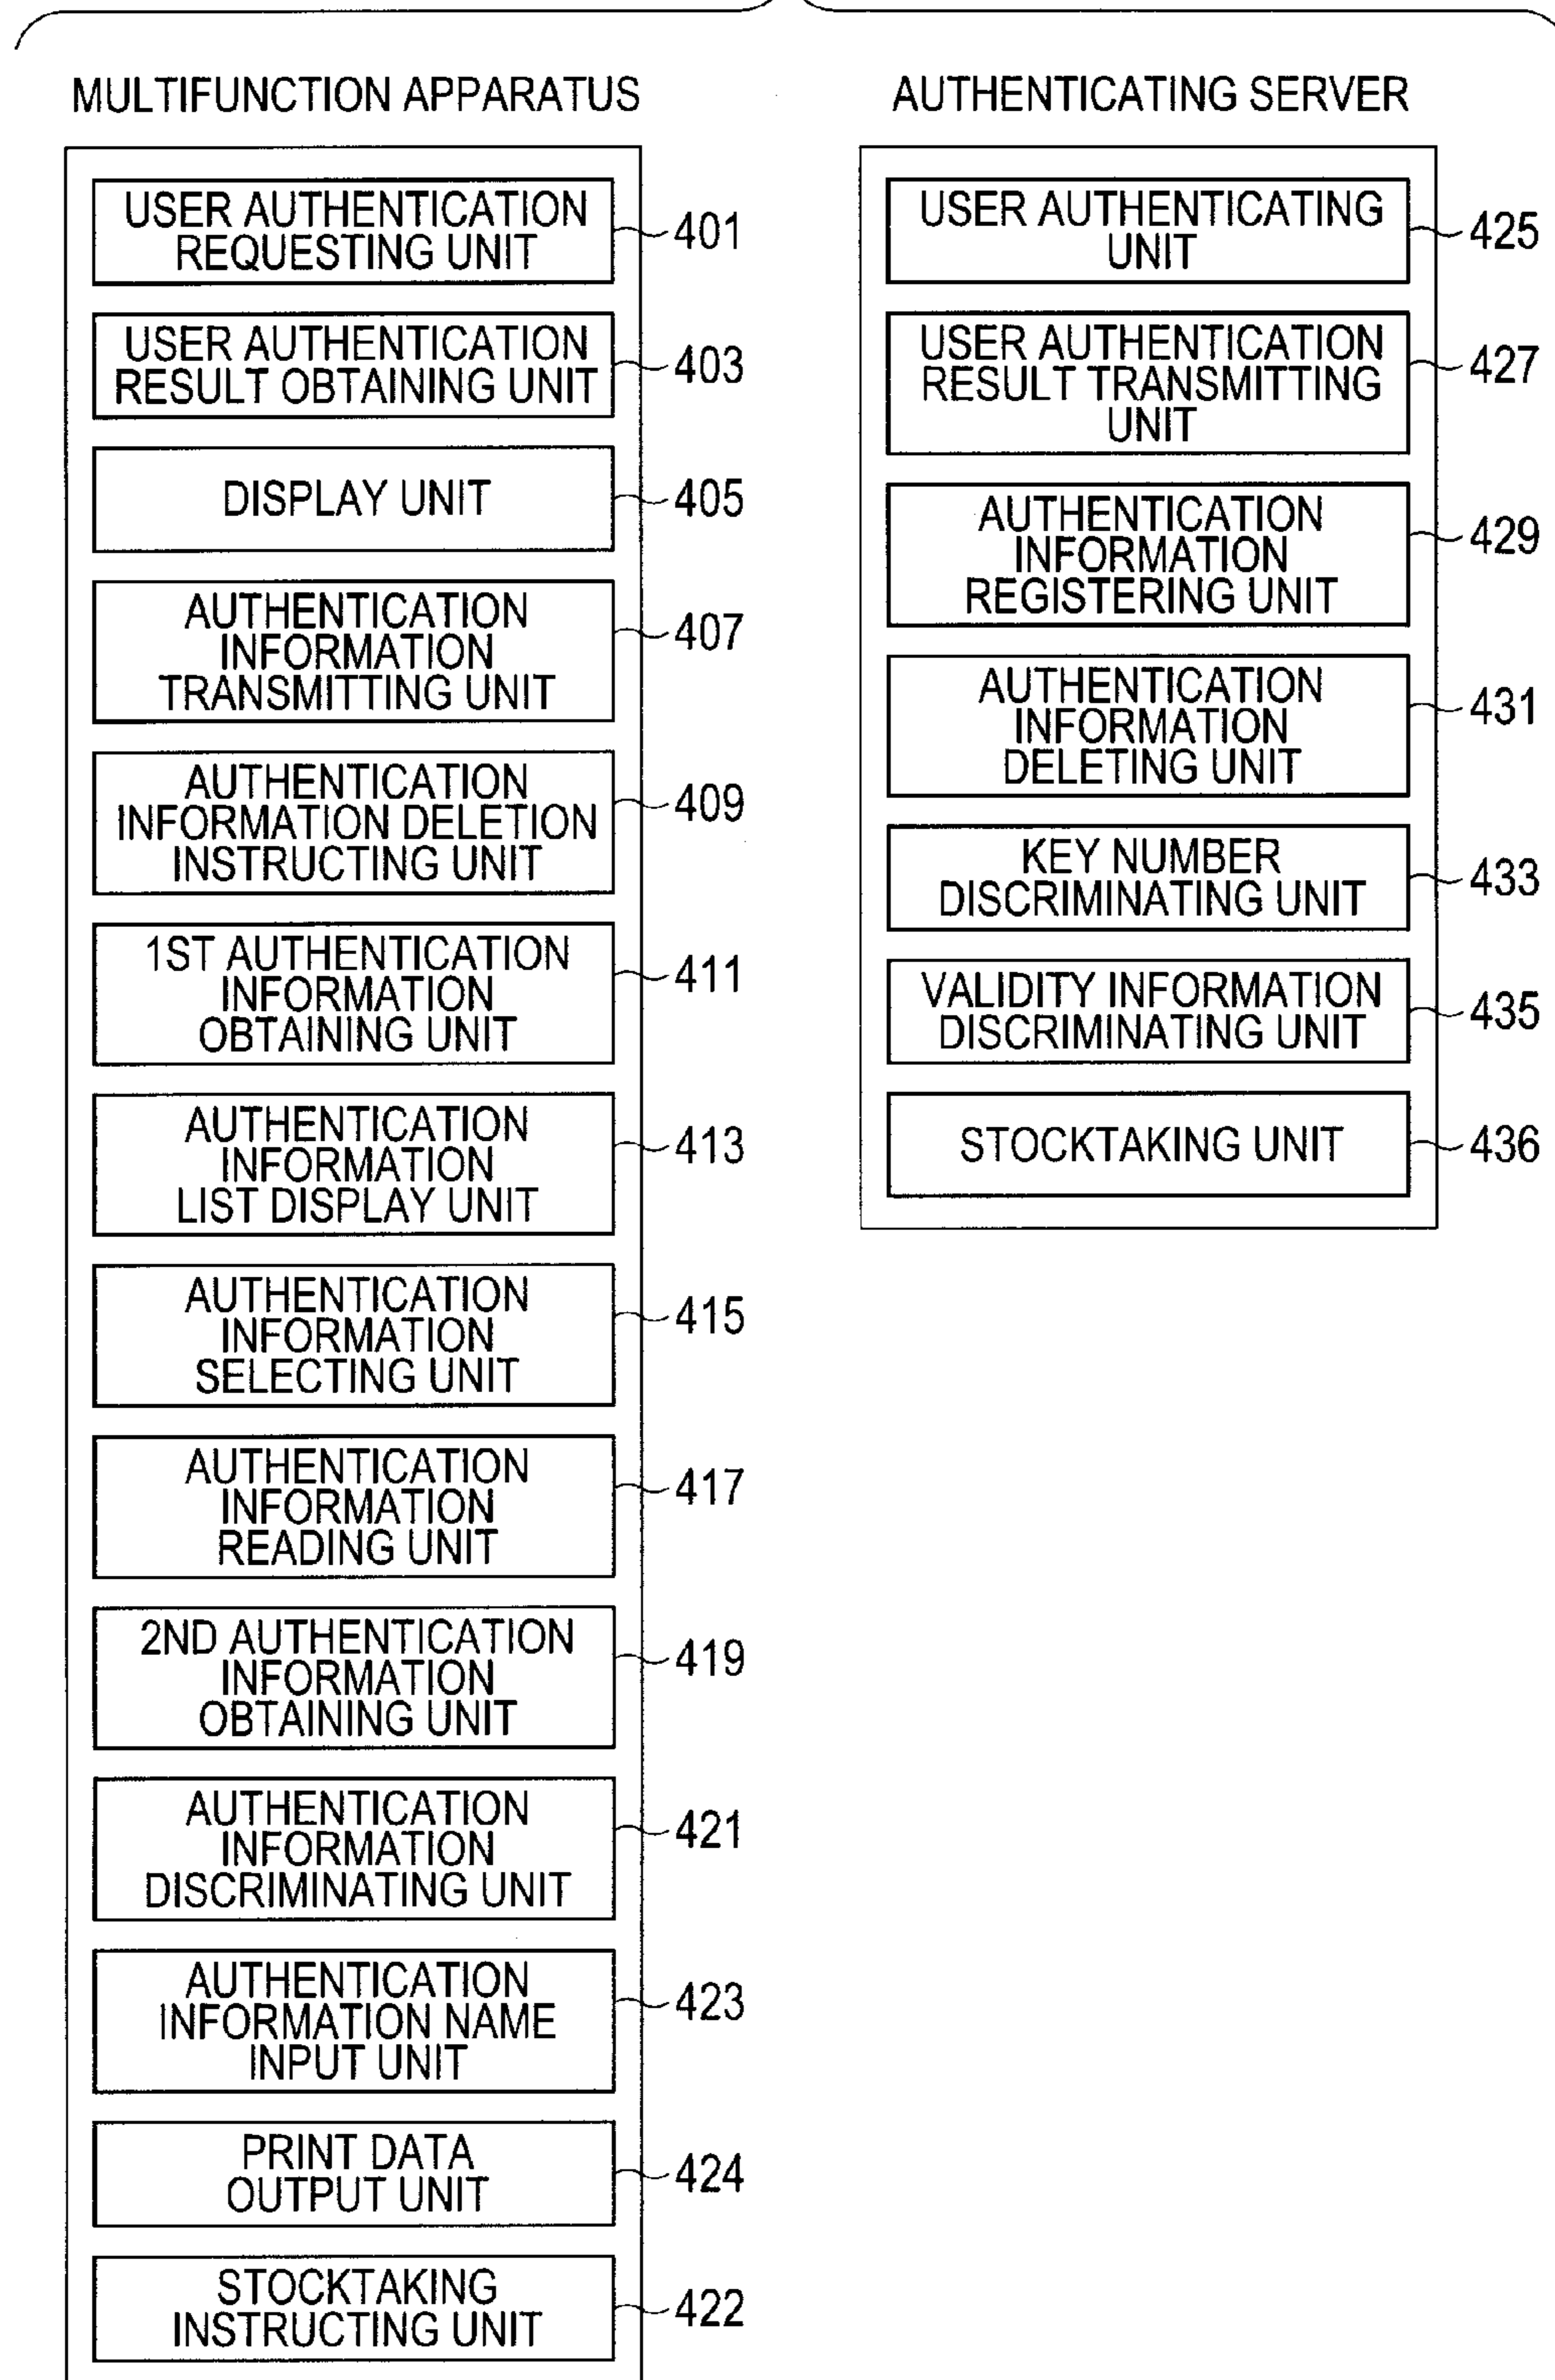 MULTIFUNCTION APPARATUS
USER AUTHENTICATION
REQUESTING UNIT
401
USER AUTHENTICATION
RESULT OBTAINING UNIT
403
DISPLAY UNIT
405
AUTHENTICATION
INFORMATION
TRANSMITTING UNIT
407
AUTHENTICATION
INFORMATION DELETION
INSTRUCTING UNIT
409
1ST AUTHENTICATION
INFORMATION
OBTAINING UNIT
411
AUTHENTICATION
INFORMATION
LIST DISPLAY UNIT
413
AUTHENTICATION
INFORMATION
SELECTING UNIT
415
AUTHENTICATION
INFORMATION
READING UNIT
417
2ND AUTHENTICATION
INFORMATION
OBTAINING UNIT
419
AUTHENTICATION
INFORMATION
DISCRIMINATING UNIT
421
AUTHENTICATION
INFORMATION NAME
INPUT UNIT
423
PRINT DATA
OUTPUT UNIT
424
STOCKTAKING
INSTRUCTING UNIT
422
AUTHENTICATING SERVER
USER AUTHENTICATING
UNIT
425
USER AUTHENTICATION
RESULT TRANSMITTING
UNIT
427
AUTHENTICATION
INFORMATION
REGISTERING UNIT
429
AUTHENTICATION
INFORMATION
DELETING UNIT
431
KEY NUMBER
DISCRIMINATING UNIT
433
VALIDITY INFORMATION
DISCRIMINATING UNIT
435
STOCKTAKING UNIT
436